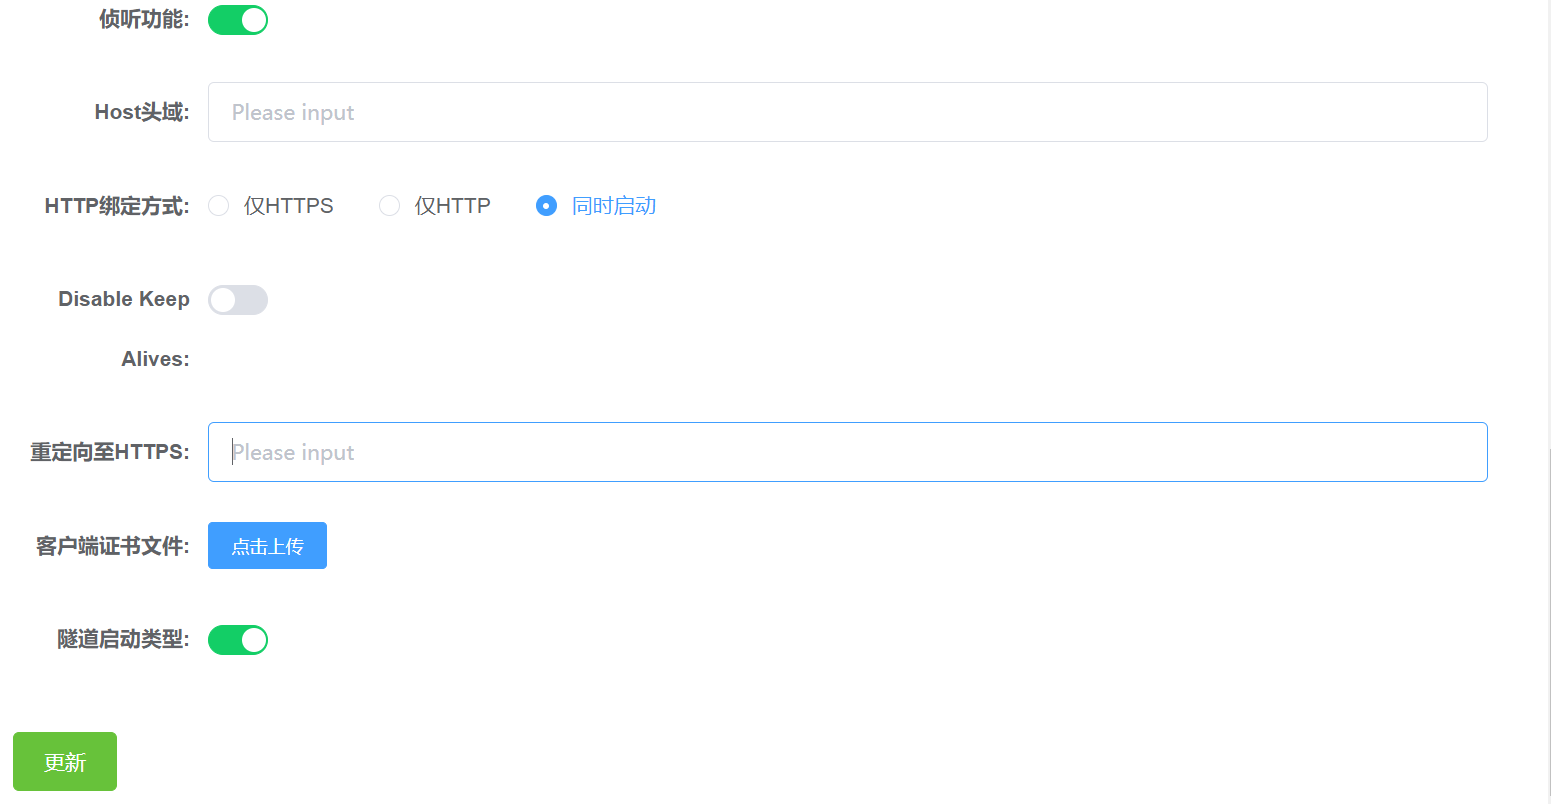 侦听功能:
Host头域: Please input
HTTP绑定方式: 仅HTTPS 仅HTTP 同时启动
Disable Keep
Alives:
重定向至HTTPS: Please input
客户端证书文件: 点击上传
隧道启动类型:
更新